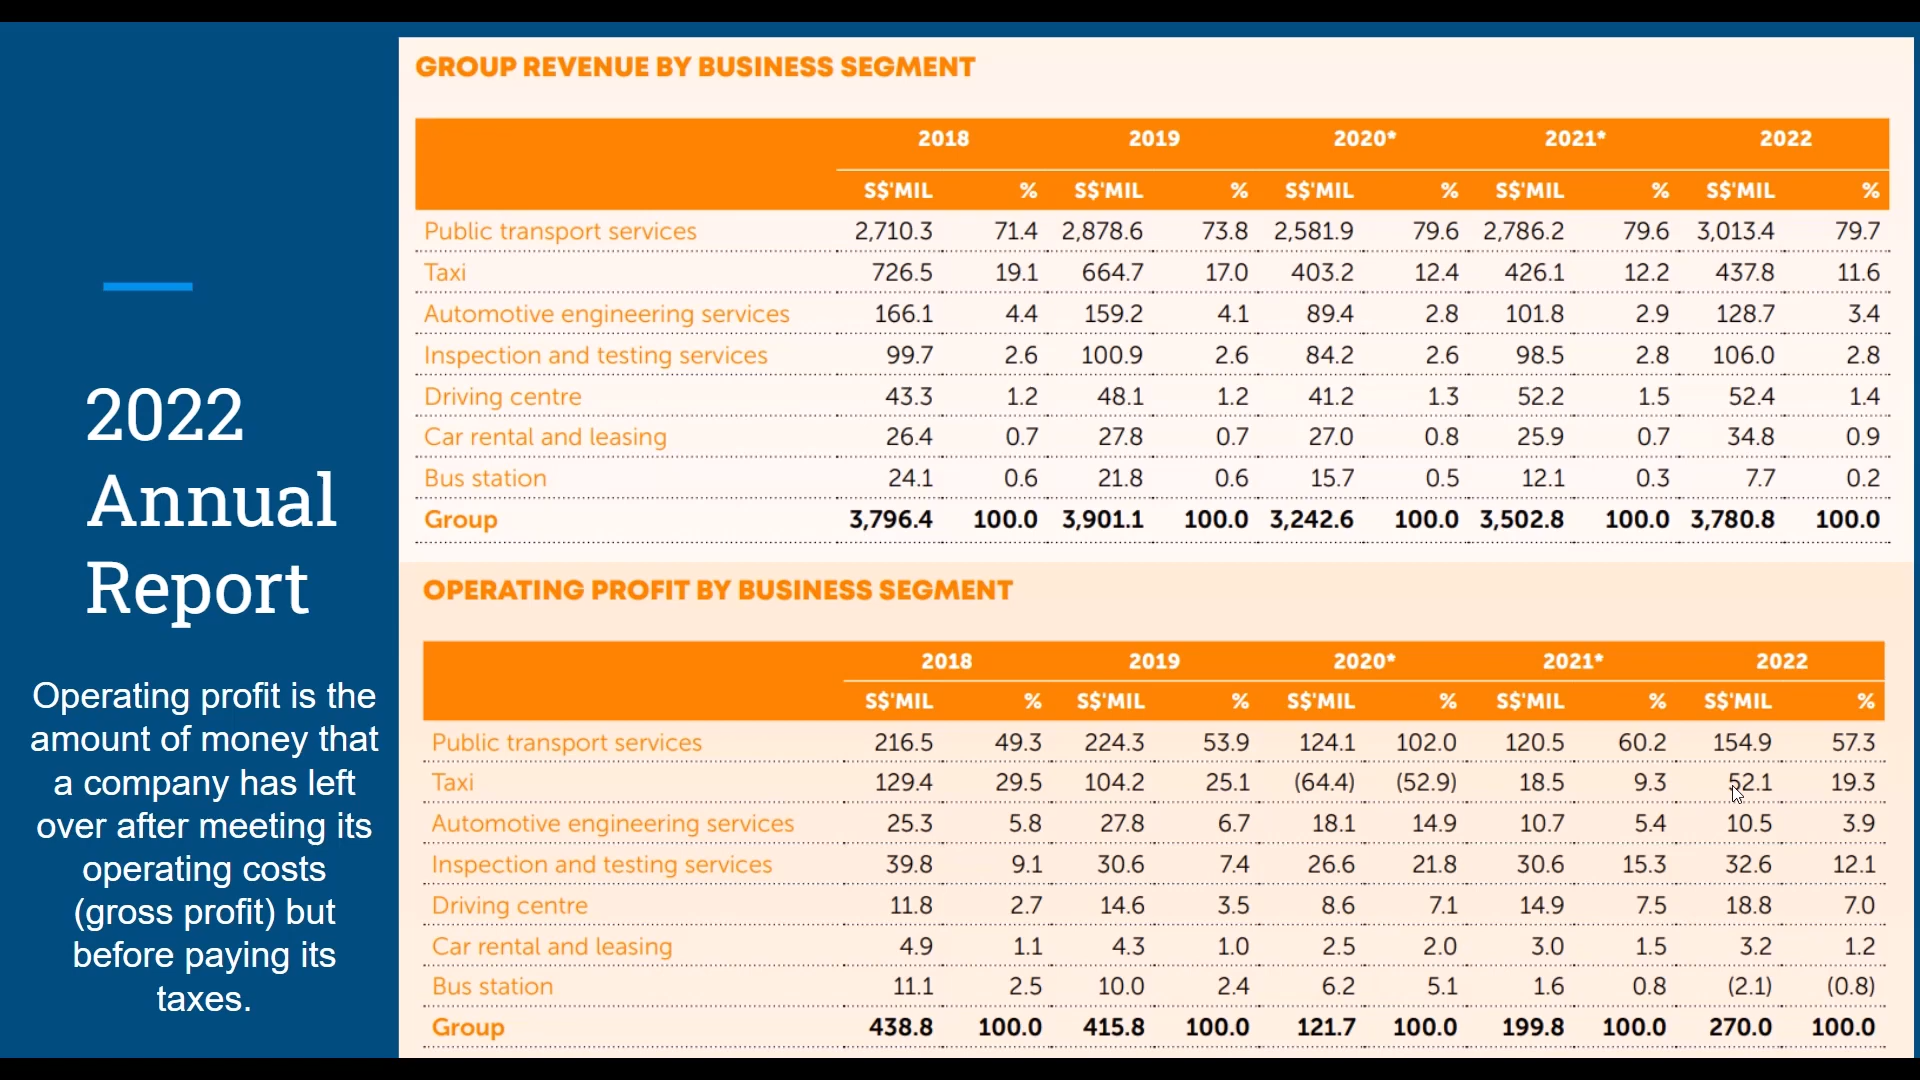 2022
Annual
Report
Operating profit is the
amount of money that
a company has left
over after meeting its
operating costs
(gross profit) but
before paying its
taxes.
GROUP REVENUE BY BUSINESS SEGMENT
2018 2019 2020* 2021* 2022
S$'MIL % S$'MIL % S$'MIL % S$'MIL % S$'MIL %
Public transport services 2,710.3 71.4 2,878.6 73.8 2,581.9 79.6 2,786.2 79.6 3,013.4 79.7
Taxi 726.5 19.1 664.7 17.0 403.2 12.4 426.1 12.2 437.8 11.6
Automotive engineering services 166.1 4.4 159.2 4.1 89.4 2.8 101.8 2.9 128.7 3.4
Inspection and testing services 99.7 2.6 100.9 2.6 84.2 2.6 98.5 2.8 106.0 2.8
Driving centre 43.3 1.2 48.1 1.2 41.2 1.3 52.2 1.5 52.4 1.4
Car rental and leasing 26.4 0.7 27.8 0.7 27.0 0.8 25.9 0.7 34.8 0.9
Bus station 24.1 0.6 21.8 0.6 15.7 0.5 12.1 0.3 7.7 0.2
Group 3,796.4 100.0 3,901.1 100.0 3,242.6 100.0 3,502.8 100.0 3,780.8 100.0
OPERATING PROFIT BY BUSINESS SEGMENT
2018 2019 2020* 2021* 2022
S$'MIL % S$'MIL % S$'MIL % S$'MIL % S$'MIL %
Public transport services 216.5 49.3 224.3 53.9 124.1 102.0 120.5 60.2 154.9 57.3
Taxi 129.4 29.5 104.2 25.1 (64.4) (52.9) 18.5 9.3 52.1 19.3
Automotive engineering services 25.3 5.8 27.8 6.7 18.1 14.9 10.7 5.4 10.5 3.9
Inspection and testing services 39.8 9.1 30.6 7.4 26.6 21.8 30.6 15.3 32.6 12.1
Driving centre 11.8 2.7 14.6 3.5 8.6 7.1 14.9 7.5 18.8 7.0
Car rental and leasing 4.9 1.1 4.3 1.0 2.5 2.0 3.0 1.5 3.2 1.2
Bus station 11.1 2.5 10.0 2.4 6.2 5.1 1.6 0.8 (2.1) (0.8)
Group 438.8 100.0 415.8 100.0 121.7 100.0 199.8 100.0 270.0 100.0